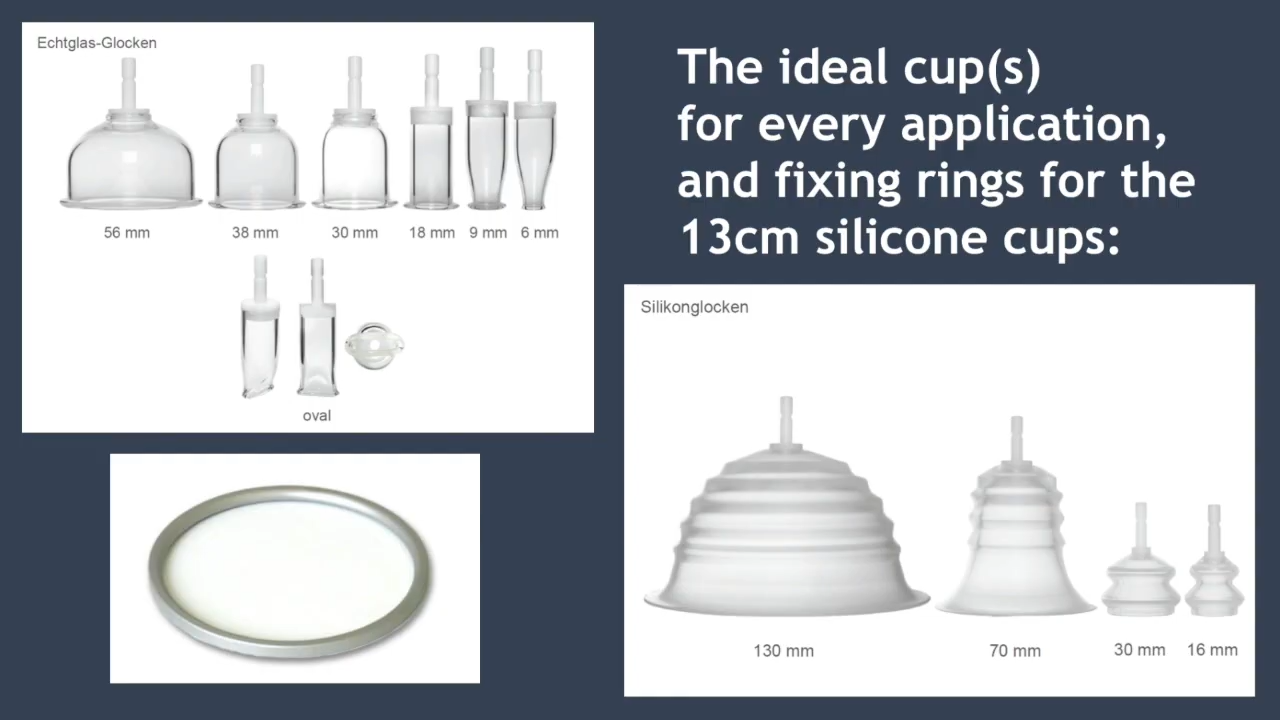 Echtglas-Glocken
56 mm 38 mm 30 mm 18 mm 9 mm 6 mm
oval
The ideal cup(s)
for every application,
and fixing rings for the
13cm silicone cups:
Silikonglocken
130 mm 70 mm 30 mm 16 mm